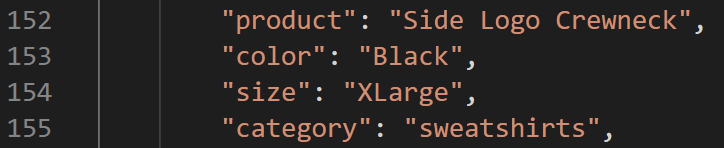 152 "product": "Side Logo Crewneck",
153 "color": "Black",
154 "size": "XLarge",
155 "category": "sweatshirts",